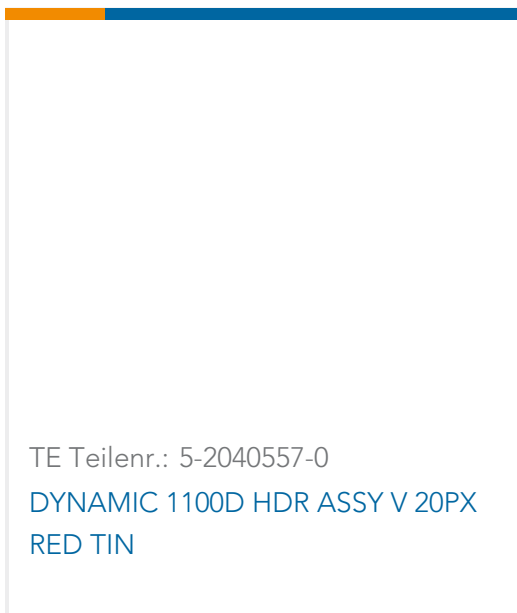 TE Teilenr.: 5-2040557-0
DYNAMIC 1100D HDR ASSY V 20PX
RED TIN